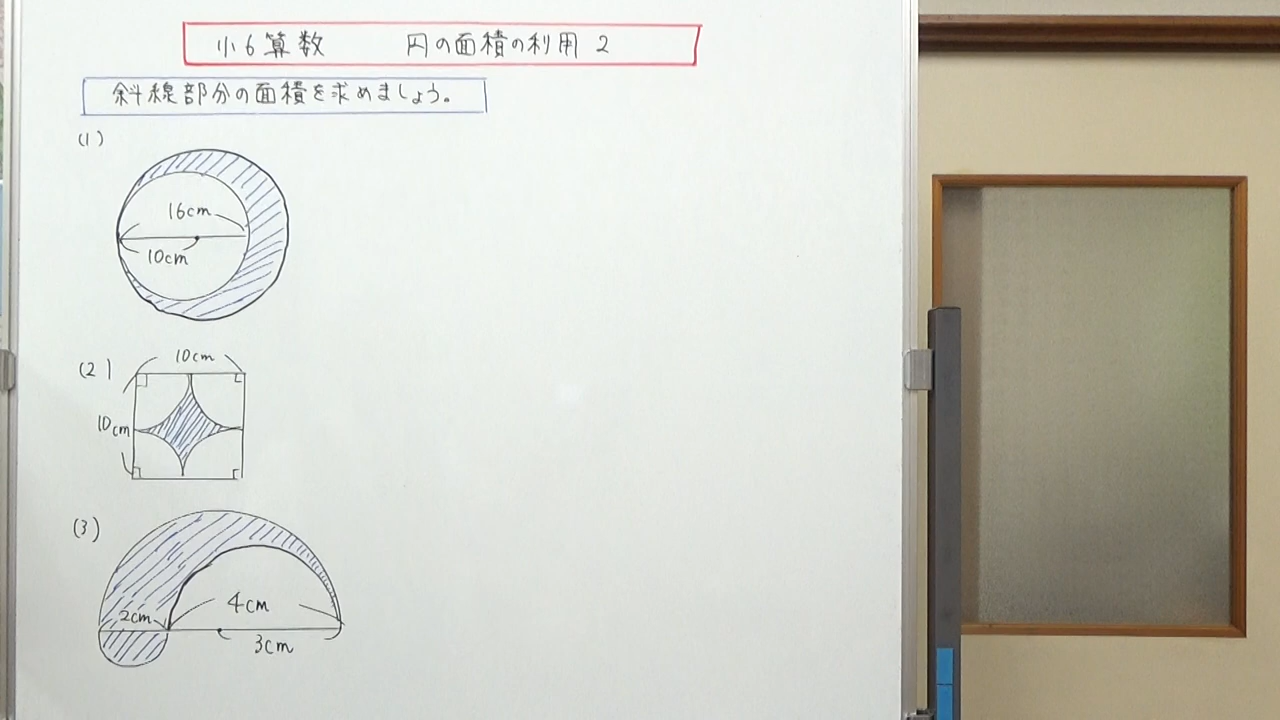 小6算数 円の面積の利用 2
斜線部分の面積を求めましょう。
(1)
16cm
10cm
(2)
10cm
10cm
(3)
2cm
4cm
3cm